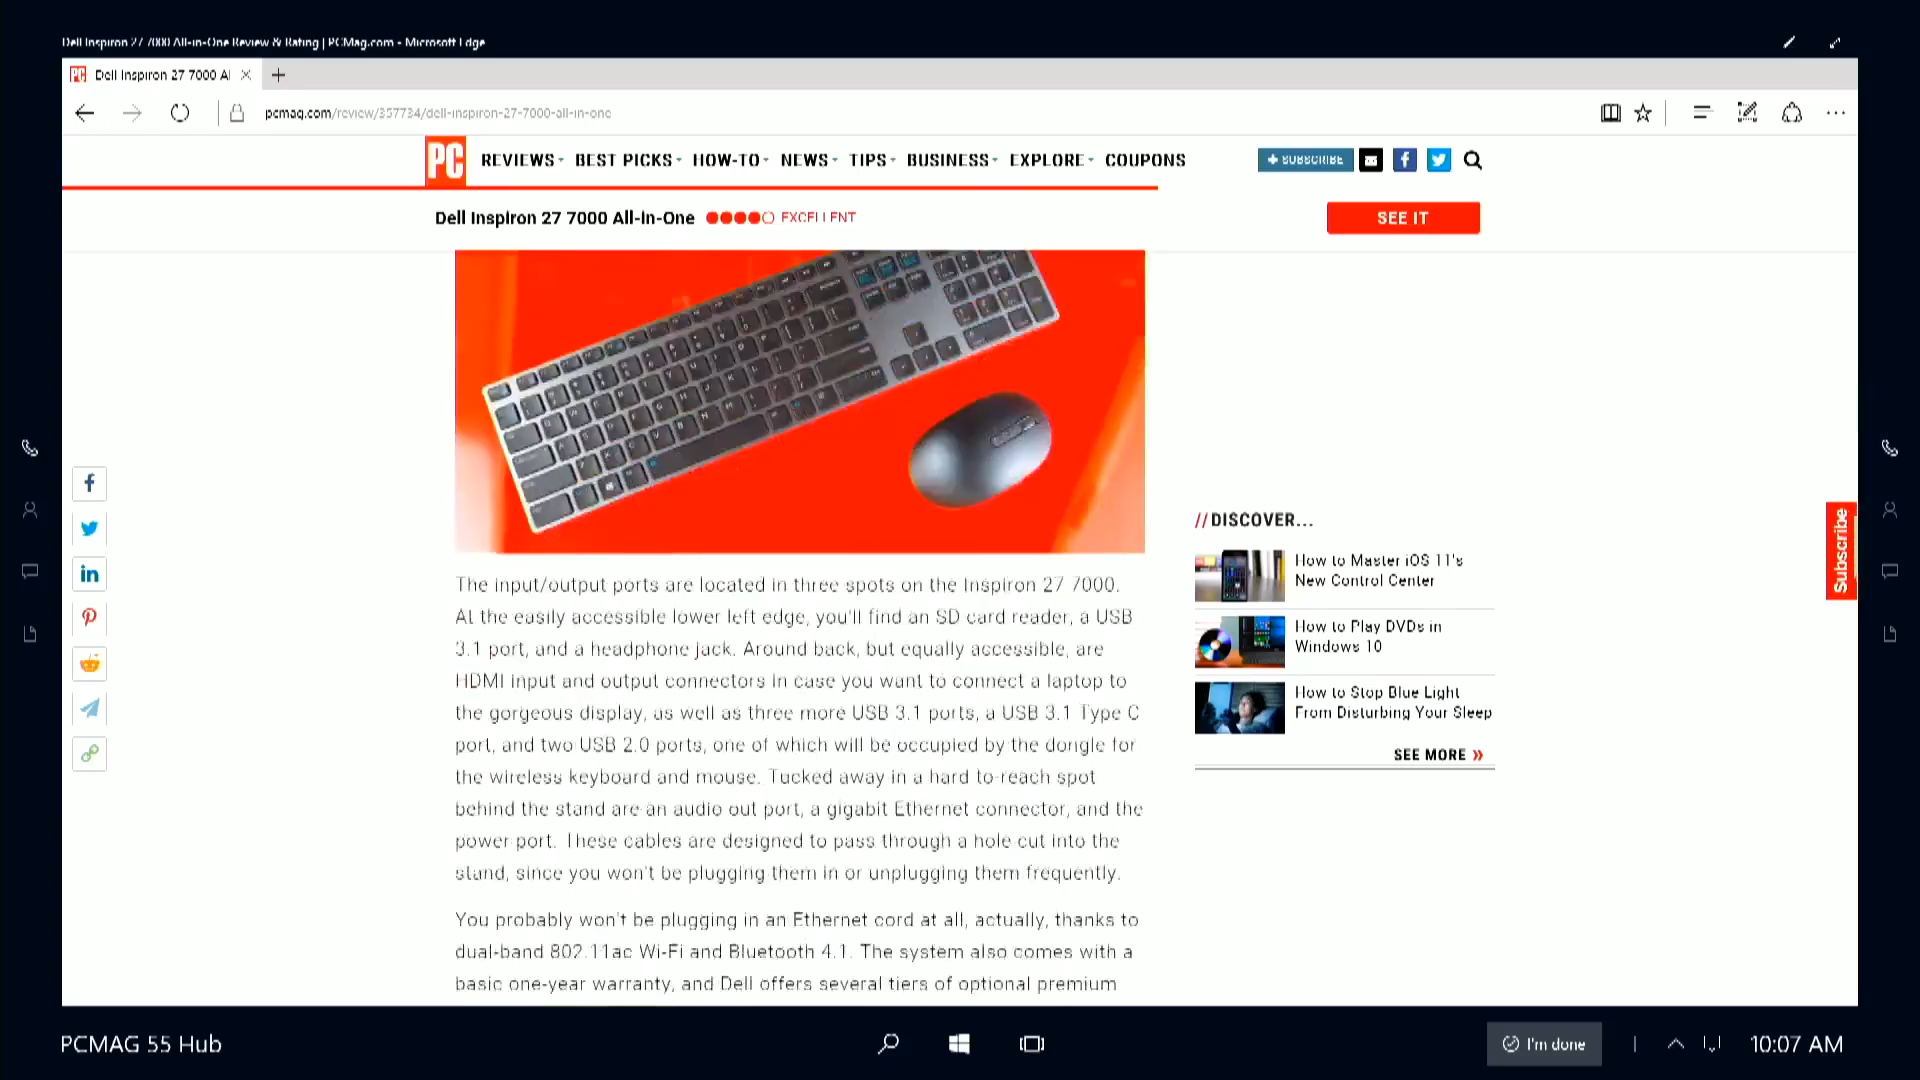 Dell Inspiron 27 7000 All-in-One Review & Rating | PCMag.com - Microsoft Edge
PC Dell Inspiron 27 7000 Al
pcmag.com/review/357734/dell-inspiron-27-7000-all-in-one
PC REVIEWS BEST PICKS HOW-TO NEWS TIPS BUSINESS EXPLORE COUPONS + SUBSCRIBE
Dell Inspiron 27 7000 All-in-One EXCELLENT SEE IT
The input/output ports are located in three spots on the Inspiron 27 7000.
At the easily accessible lower left edge, you'll find an SD card reader, a USB
3.1 port, and a headphone jack. Around back, but equally accessible, are
HDMI input and output connectors in case you want to connect a laptop to
the gorgeous display, as well as three more USB 3.1 ports, a USB 3.1 Type C
port, and two USB 2.0 ports, one of which will be occupied by the dongle for
the wireless keyboard and mouse. Tucked away in a hard to-reach spot
behind the stand are an audio out port, a gigabit Ethernet connector, and the
power port. These cables are designed to pass through a hole cut into the
stand, since you won't be plugging them in or unplugging them frequently.
You probably won't be plugging in an Ethernet cord at all, actually, thanks to
dual-band 802.11ac Wi-Fi and Bluetooth 4.1. The system also comes with a
basic one-year warranty, and Dell offers several tiers of optional premium
//DISCOVER...
How to Master iOS 11's
New Control Center
How to Play DVDs in
Windows 10
How to Stop Blue Light
From Disturbing Your Sleep
SEE MORE »
Subscribe
PCMAG 55 Hub
I'm done
10:07 AM